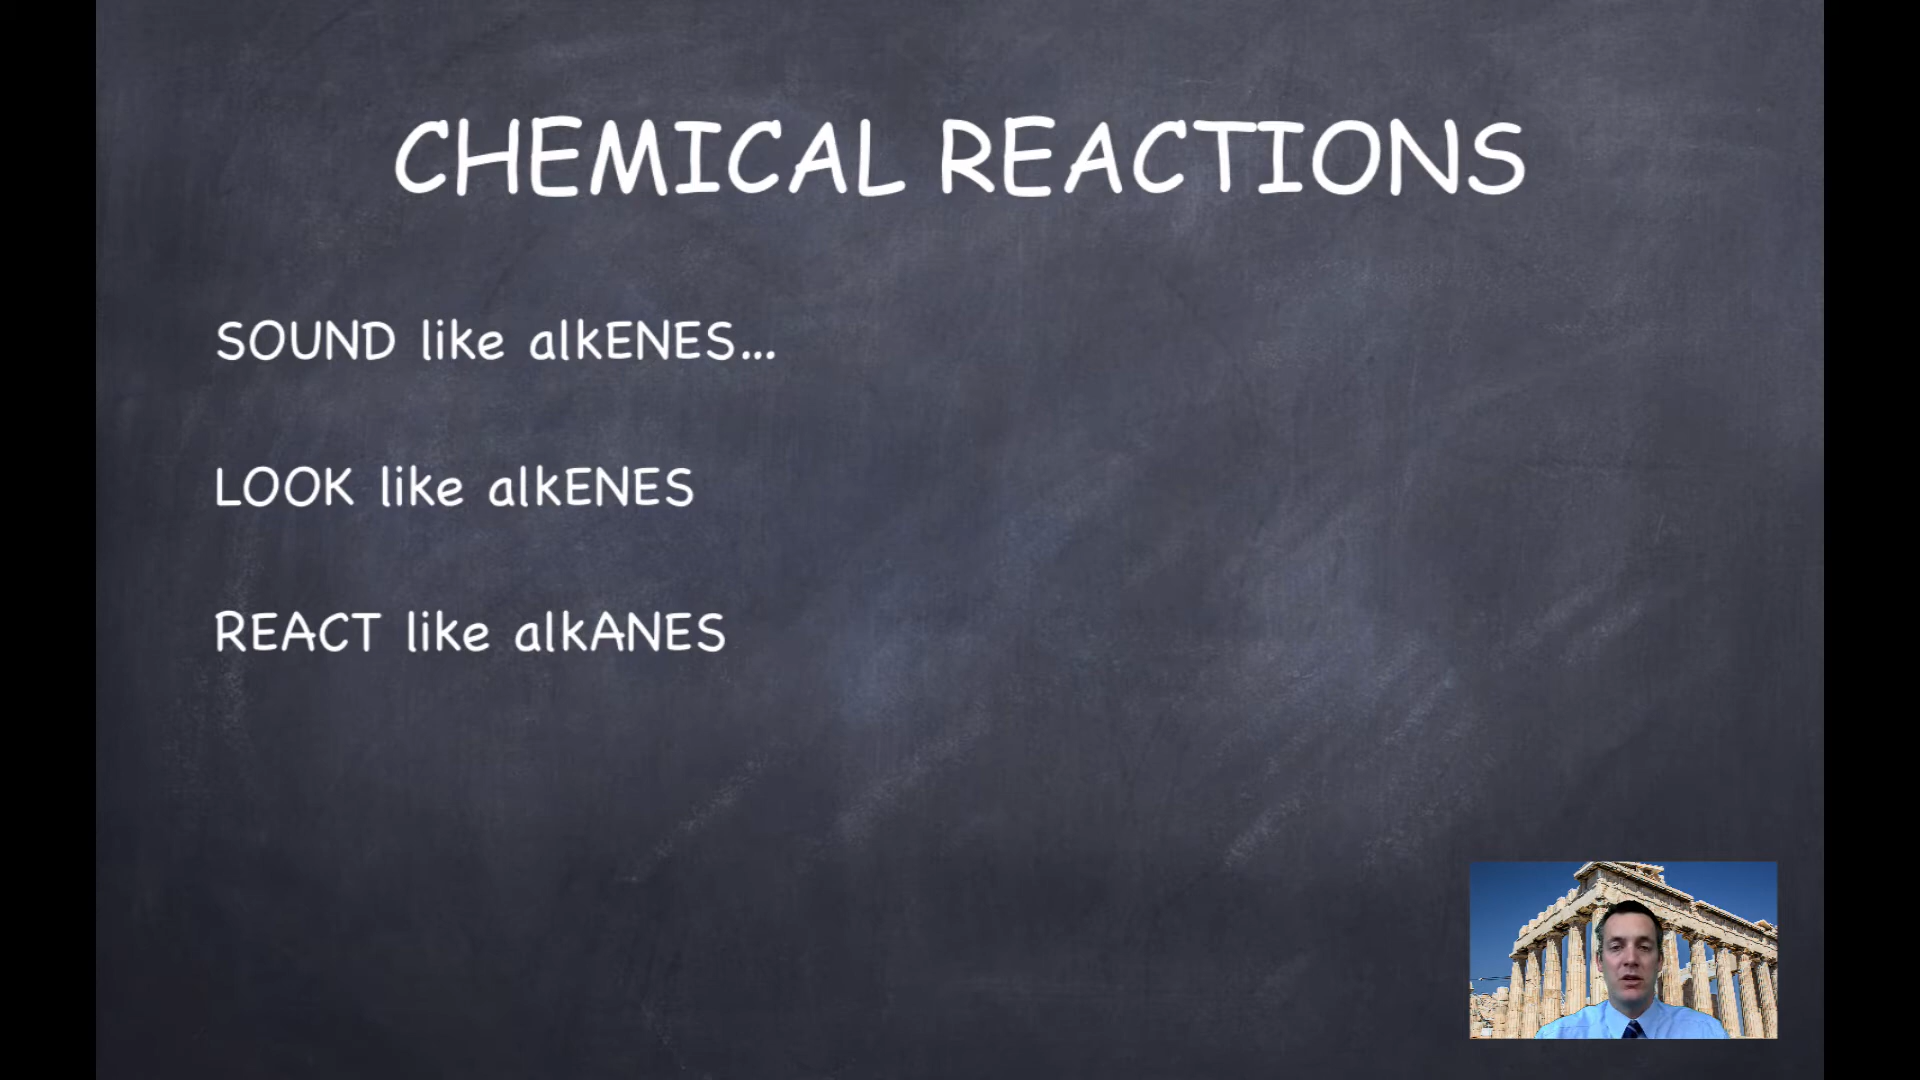 CHEMICAL REACTIONS
SOUND like alkENES...
LOOK like alkENES
REACT like alkANES